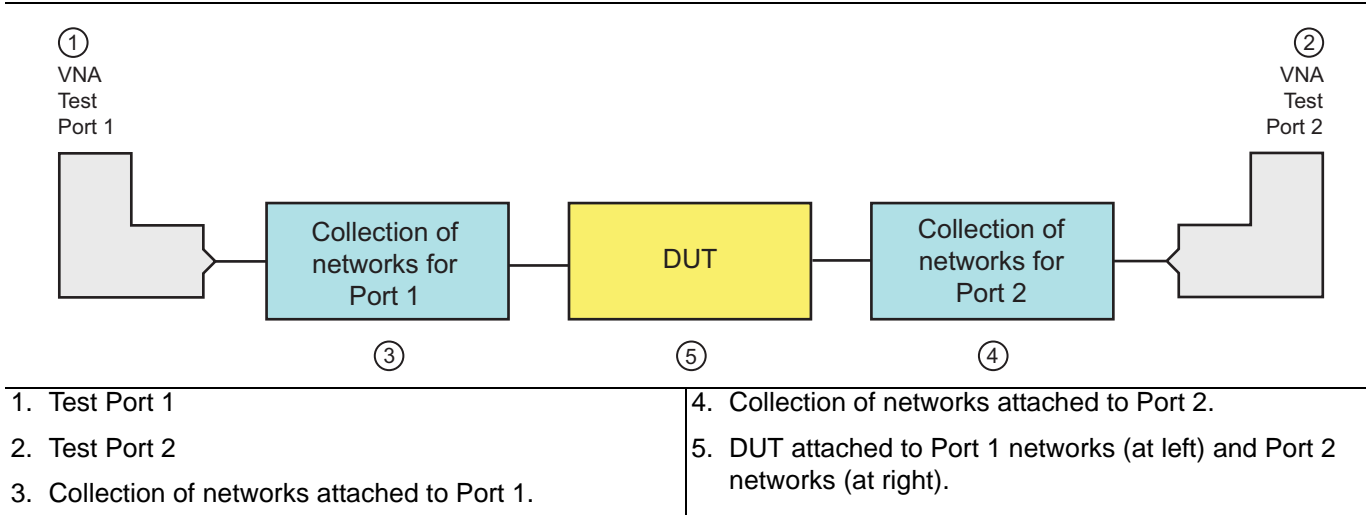 1
VNA
Test
Port 1
2
VNA
Test
Port 2
Collection of
networks for
Port 1
DUT
Collection of
networks for
Port 2
3
5
4
1. Test Port 1
2. Test Port 2
3. Collection of networks attached to Port 1.
4. Collection of networks attached to Port 2.
5. DUT attached to Port 1 networks (at left) and Port 2
networks (at right).